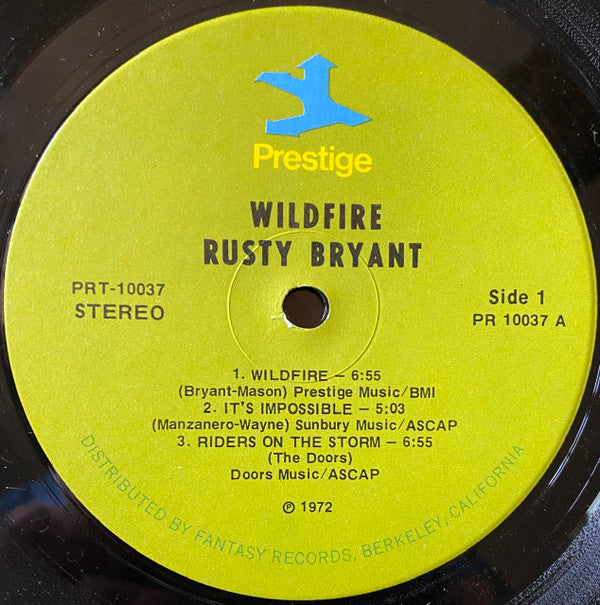 Prestige
WILDFIRE
RUSTY BRYANT
PRT-10037
STEREO
Side 1
PR 10037 A
1. WILDFIRE – 6:55
(Bryant-Mason) Prestige Music/BMI
2. IT'S IMPOSSIBLE – 5:03
(Manzanero-Wayne) Sunbury Music/ASCAP
3. RIDERS ON THE STORM – 6:55
(The Doors)
Doors Music/ASCAP
℗ 1972
DISTRIBUTED BY FANTASY RECORDS, BERKELEY, CALIFORNIA